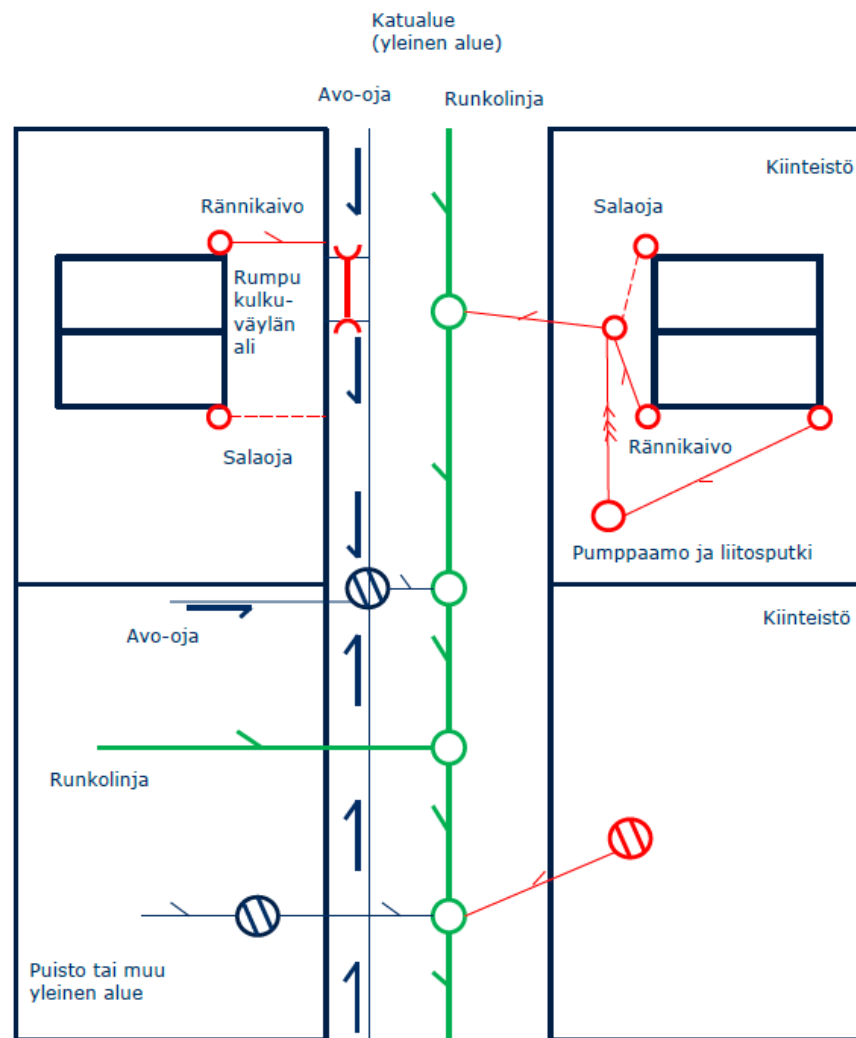 Katualue
(yleinen alue)
Avo-oja
Runkolinja
Kiinteistö
Rännikaivo
Salaoja
Rumpu
kulku-
väylän
ali
Rännikaivo
Salaoja
Pumppaamo ja liitosputki
Kiinteistö
Avo-oja
Runkolinja
Puisto tai muu
yleinen alue